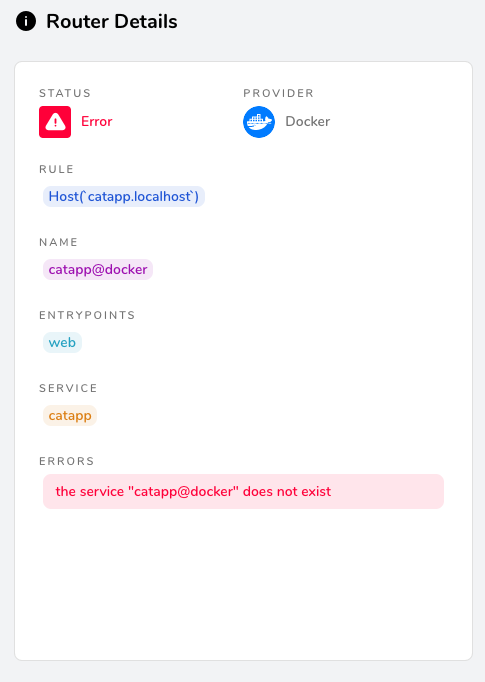 Router Details
STATUS
PROVIDER
Error
Docker
RULE
Host(`catapp.localhost`)
NAME
catapp@docker
ENTRYPOINTS
web
SERVICE
catapp
ERRORS
the service "catapp@docker" does not exist